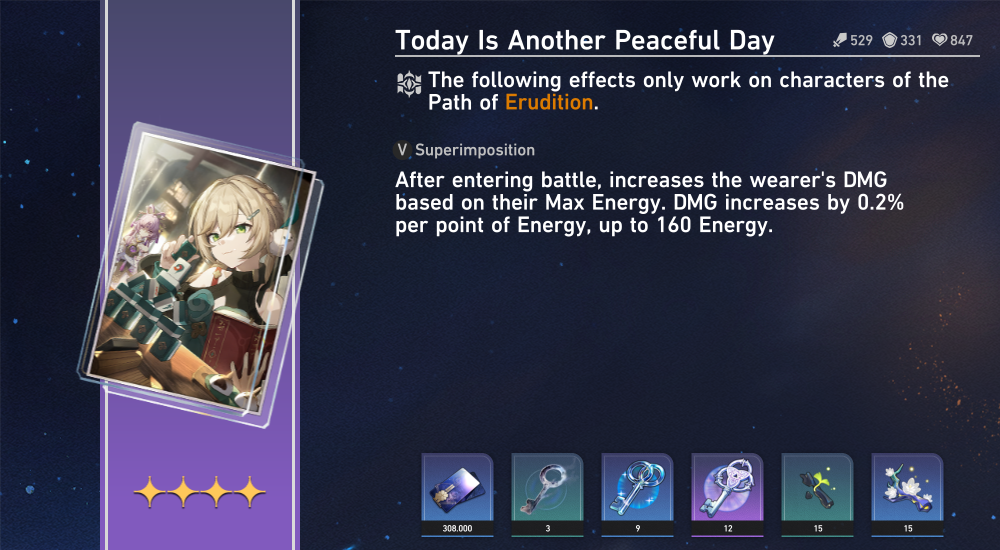 Today Is Another Peaceful Day
529 331 847
The following effects only work on characters of the
Path of Erudition.
V Superimposition
After entering battle, increases the wearer's DMG
based on their Max Energy. DMG increases by 0.2%
per point of Energy, up to 160 Energy.
308.000 3 9 12 15 15